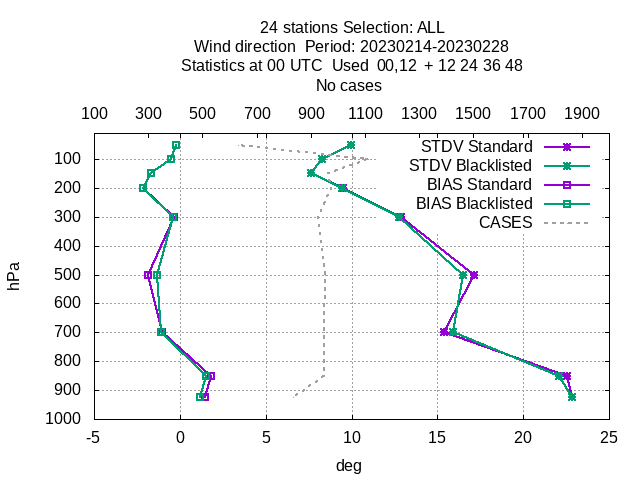 24 stations Selection: ALL
Wind direction  Period: 20230214-20230228
Statistics at 00 UTC  Used  00,12  + 12 24 36 48
No cases
100 300 500 700 900 1100 1300 1500 1700 1900
STDV Standard
STDV Blacklisted
BIAS Standard
BIAS Blacklisted
CASES
100
200
300
400
500
600
700
800
900
1000
hPa
-5 0 5 10 15 20 25
deg